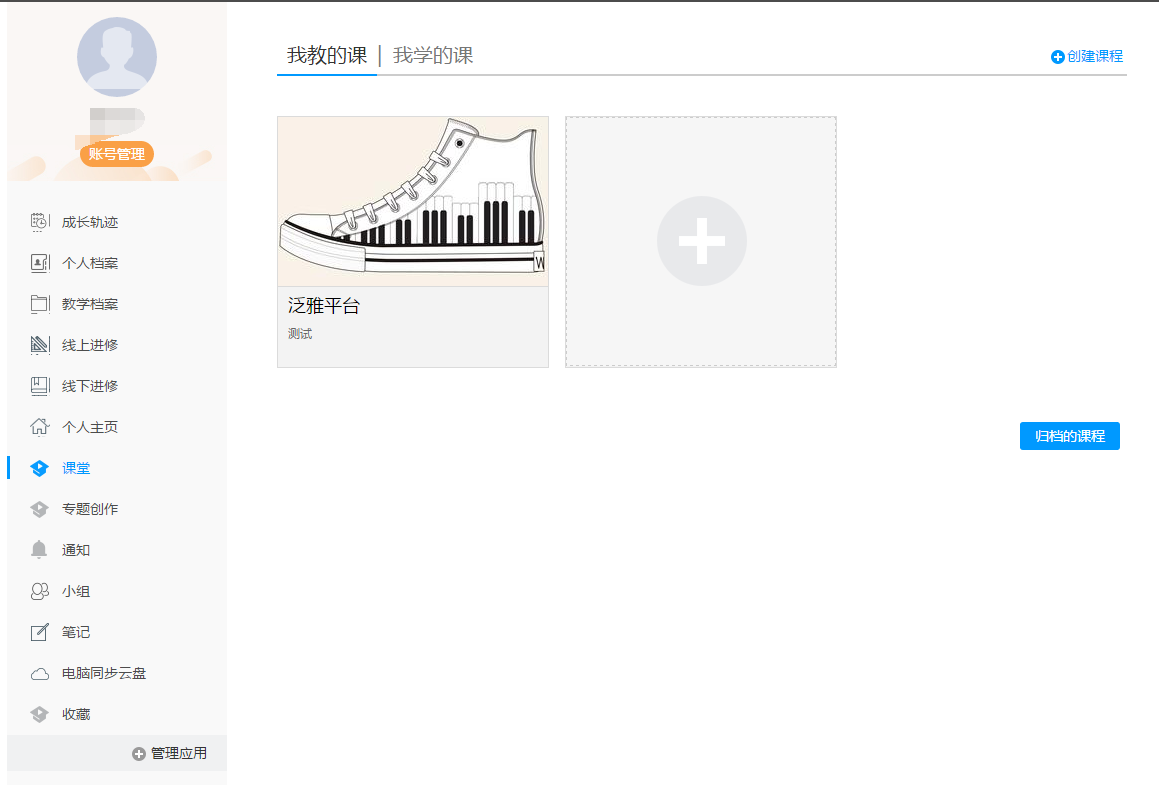 账号管理
成长轨迹
个人档案
教学档案
线上进修
线下进修
个人主页
课堂
专题创作
通知
小组
笔记
电脑同步云盘
收藏
管理应用
我教的课 | 我学的课
创建课程
W
泛雅平台
测试
归档的课程